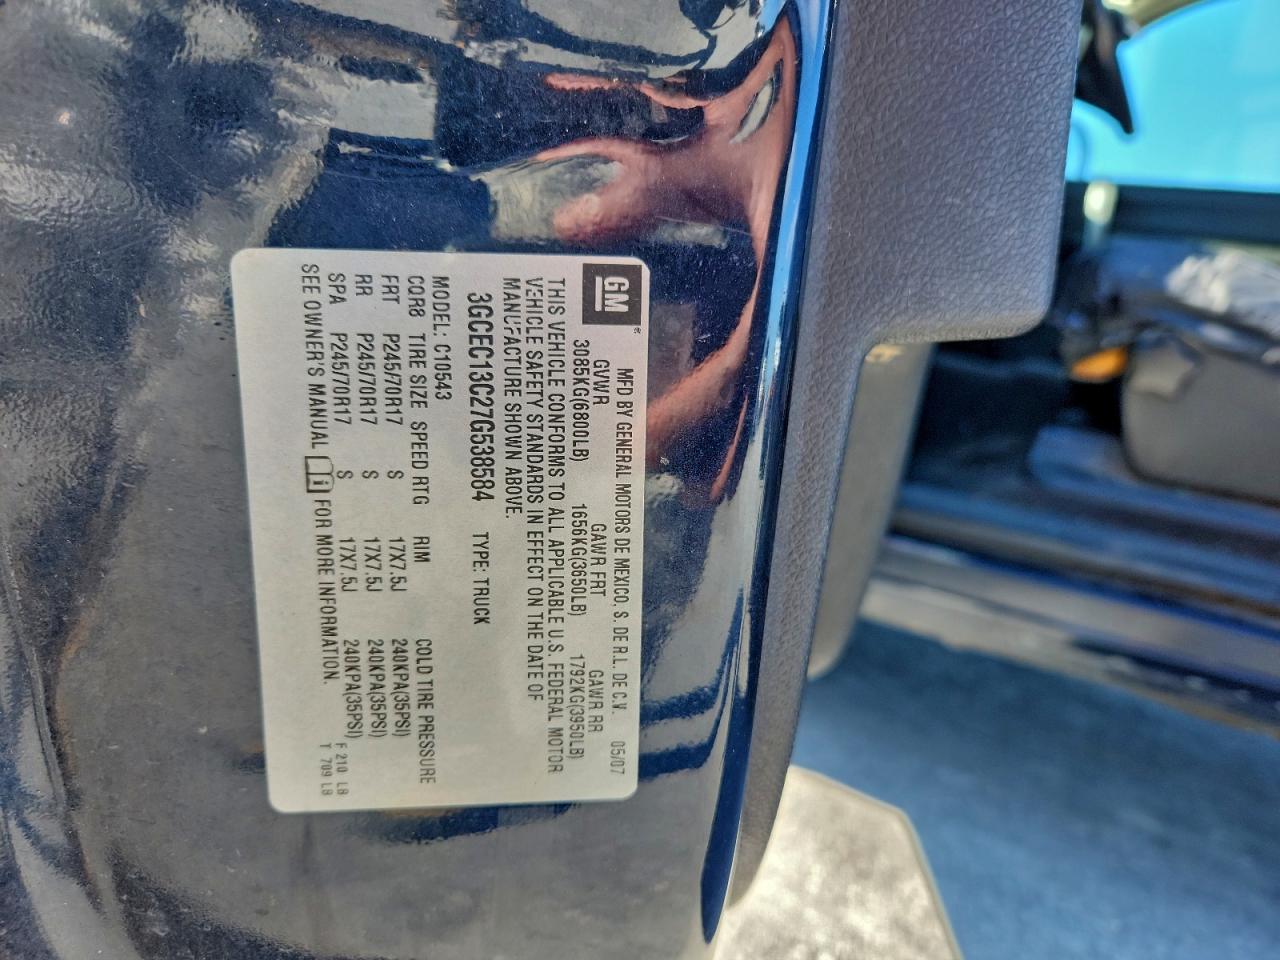 GM
MFD BY GENERAL MOTORS DE MEXICO, S. DE R.L. DE C.V. 05/07
GVWR GAWR FRT GAWR RR
3085KG(6800LB) 1656KG(3650LB) 1792KG(3950LB)
THIS VEHICLE CONFORMS TO ALL APPLICABLE U.S. FEDERAL MOTOR
VEHICLE SAFETY STANDARDS IN EFFECT ON THE DATE OF
MANUFACTURE SHOWN ABOVE.
3GCEC13C27G538584 TYPE: TRUCK
MODEL: C10543
CQR8 TIRE SIZE SPEED RTG RIM COLD TIRE PRESSURE
FRT P245/70R17 S 17X7.5J 240KPA(35PSI)
RR P245/70R17 S 17X7.5J 240KPA(35PSI)
SPA P245/70R17 S 17X7.5J 240KPA(35PSI)
SEE OWNER'S MANUAL FOR MORE INFORMATION.
F 210 LB
T 709 LB